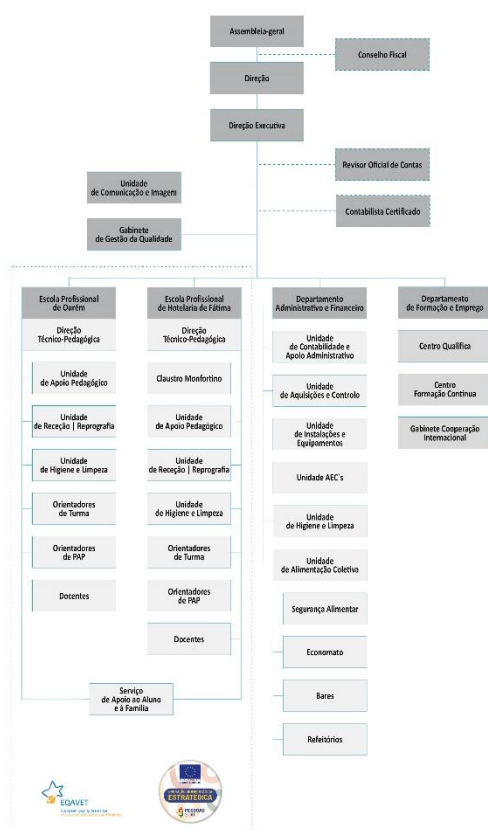 Assembleia-geral
Conselho Fiscal
Direção
Direção Executiva
Revisor Oficial de Contas
Unidade
de Comunicação e Imagem
Contabilista Certificado
Gabinete
de Gestão da Qualidade
Escola Profissional
de Ourém
Direção
Técnico-Pedagógica
Unidade
de Apoio Pedagógico
Unidade
de Receção | Reprografia
Unidade
de Higiene e Limpeza
Orientadores
de Turma
Orientadores
de PAP
Docentes
Escola Profissional
de Hotelaria de Fátima
Direção
Técnico-Pedagógica
Claustro Monfortino
Unidade
de Apoio Pedagógico
Unidade
de Receção | Reprografia
Unidade
de Higiene e Limpeza
Orientadores
de Turma
Orientadores
de PAP
Docentes
Serviço
de Apoio ao Aluno
e à Família
Departamento
Administrativo e Financeiro
Unidade
de Contabilidade e
Apoio Administrativo
Unidade
de Aquisições e Controlo
Unidade
de Instalações e
Equipamentos
Unidade AEC´s
Unidade
de Higiene e Limpeza
Unidade
de Alimentação Coletiva
Segurança Alimentar
Economato
Bares
Refeitórios
Departamento
de Formação e Emprego
Centro Qualifica
Centro
Formação Contínua
Gabinete Cooperação
Internacional
EQAVET
ESTRATÉGICA
PESSOAS